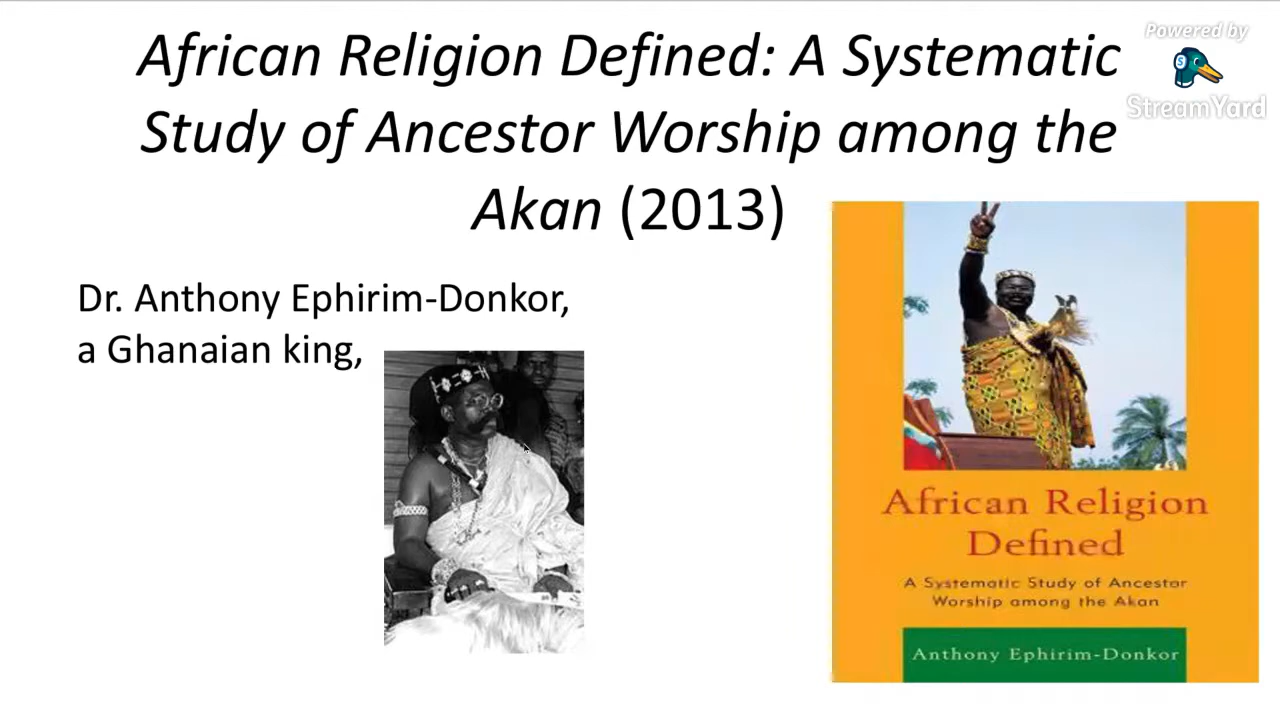 Powered by
StreamYard
African Religion Defined: A Systematic
Study of Ancestor Worship among the
Akan (2013)
Dr. Anthony Ephirim-Donkor,
a Ghanaian king,
African Religion
Defined
A Systematic Study of Ancestor
Worship among the Akan
Anthony Ephirim-Donkor